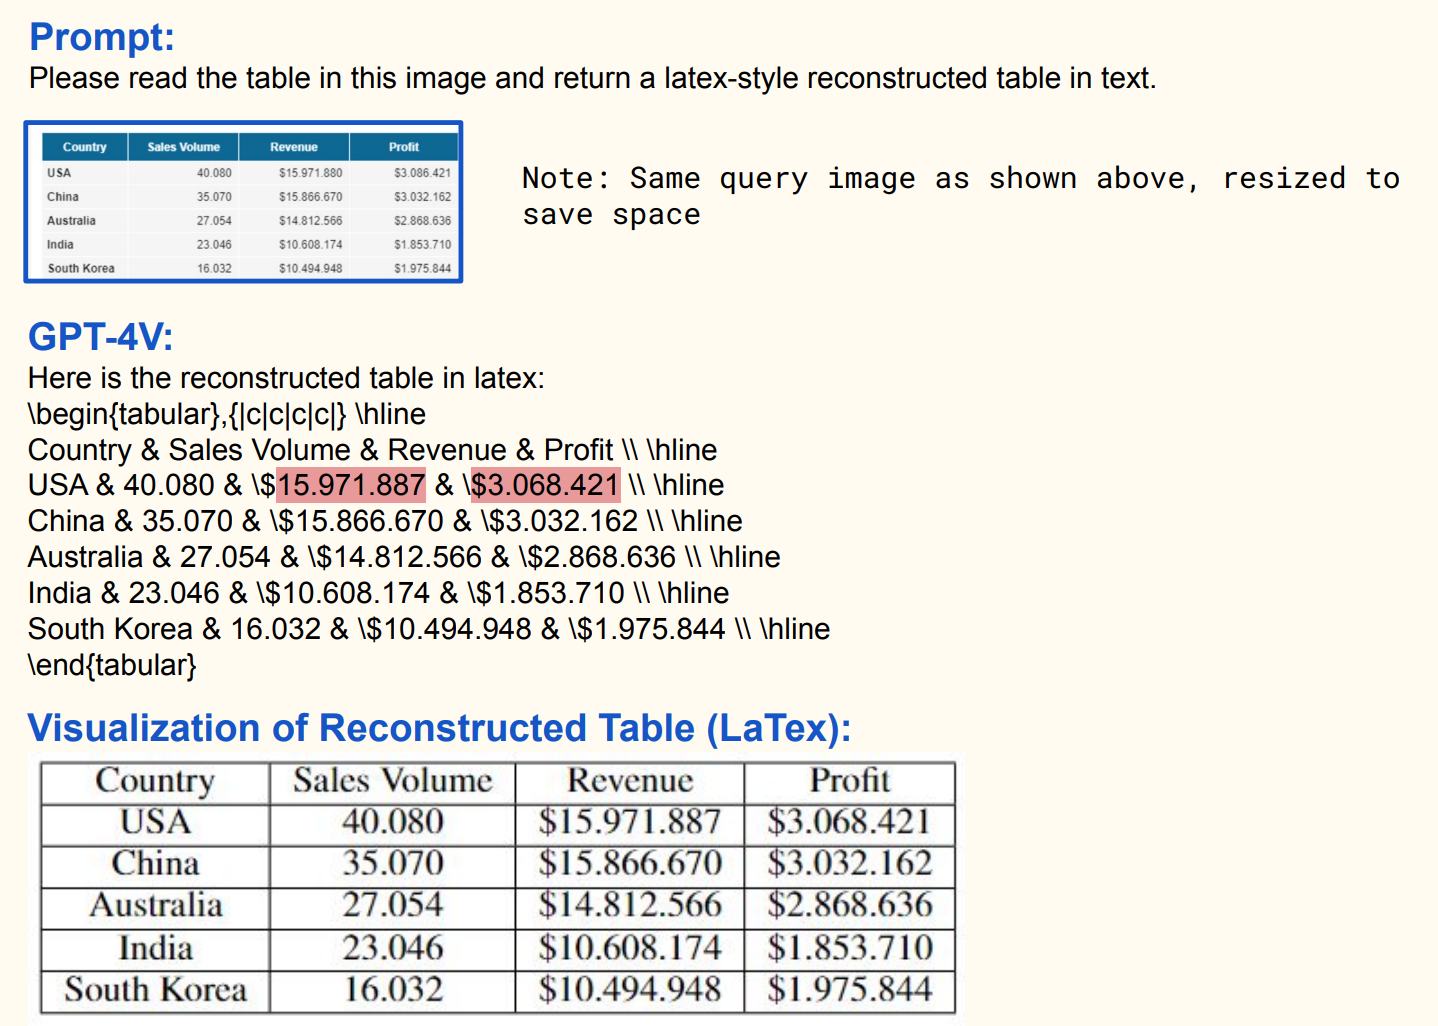 Prompt:
Please read the table in this image and return a latex-style reconstructed table in text.
Country Sales Volume Revenue Profit
USA 40.080 $15.971.880 $3.086.421
China 35.070 $15.866.670 $3.032.162
Australia 27.054 $14.812.566 $2.868.636
India 23.046 $10.608.174 $1.853.710
South Korea 16.032 $10.494.948 $1.975.844
Note: Same query image as shown above, resized to
save space
GPT-4V:
Here is the reconstructed table in latex:
\begin{tabular},{|c|c|c|c|} \hline
Country & Sales Volume & Revenue & Profit \\ \hline
USA & 40.080 & \$15.971.887 & \$3.068.421 \\ \hline
China & 35.070 & \$15.866.670 & \$3.032.162 \\ \hline
Australia & 27.054 & \$14.812.566 & \$2.868.636 \\ \hline
India & 23.046 & \$10.608.174 & \$1.853.710 \\ \hline
South Korea & 16.032 & \$10.494.948 & \$1.975.844 \\ \hline
\end{tabular}
Visualization of Reconstructed Table (LaTex):
Country Sales Volume Revenue Profit
USA 40.080 $15.971.887 $3.068.421
China 35.070 $15.866.670 $3.032.162
Australia 27.054 $14.812.566 $2.868.636
India 23.046 $10.608.174 $1.853.710
South Korea 16.032 $10.494.948 $1.975.844